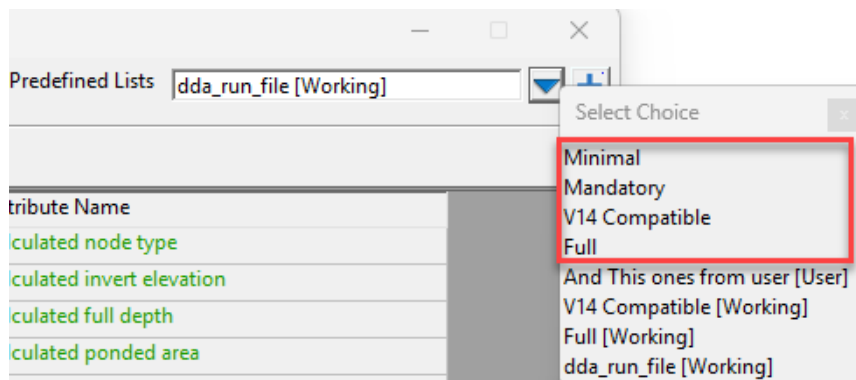 Predefined Lists dda_run_file [Working]
Select Choice
x
Minimal
Mandatory
V14 Compatible
Full
And This ones from user [User]
V14 Compatible [Working]
Full [Working]
dda_run_file [Working]
tribute Name
lculated node type
lculated invert elevation
lculated full depth
lculated ponded area